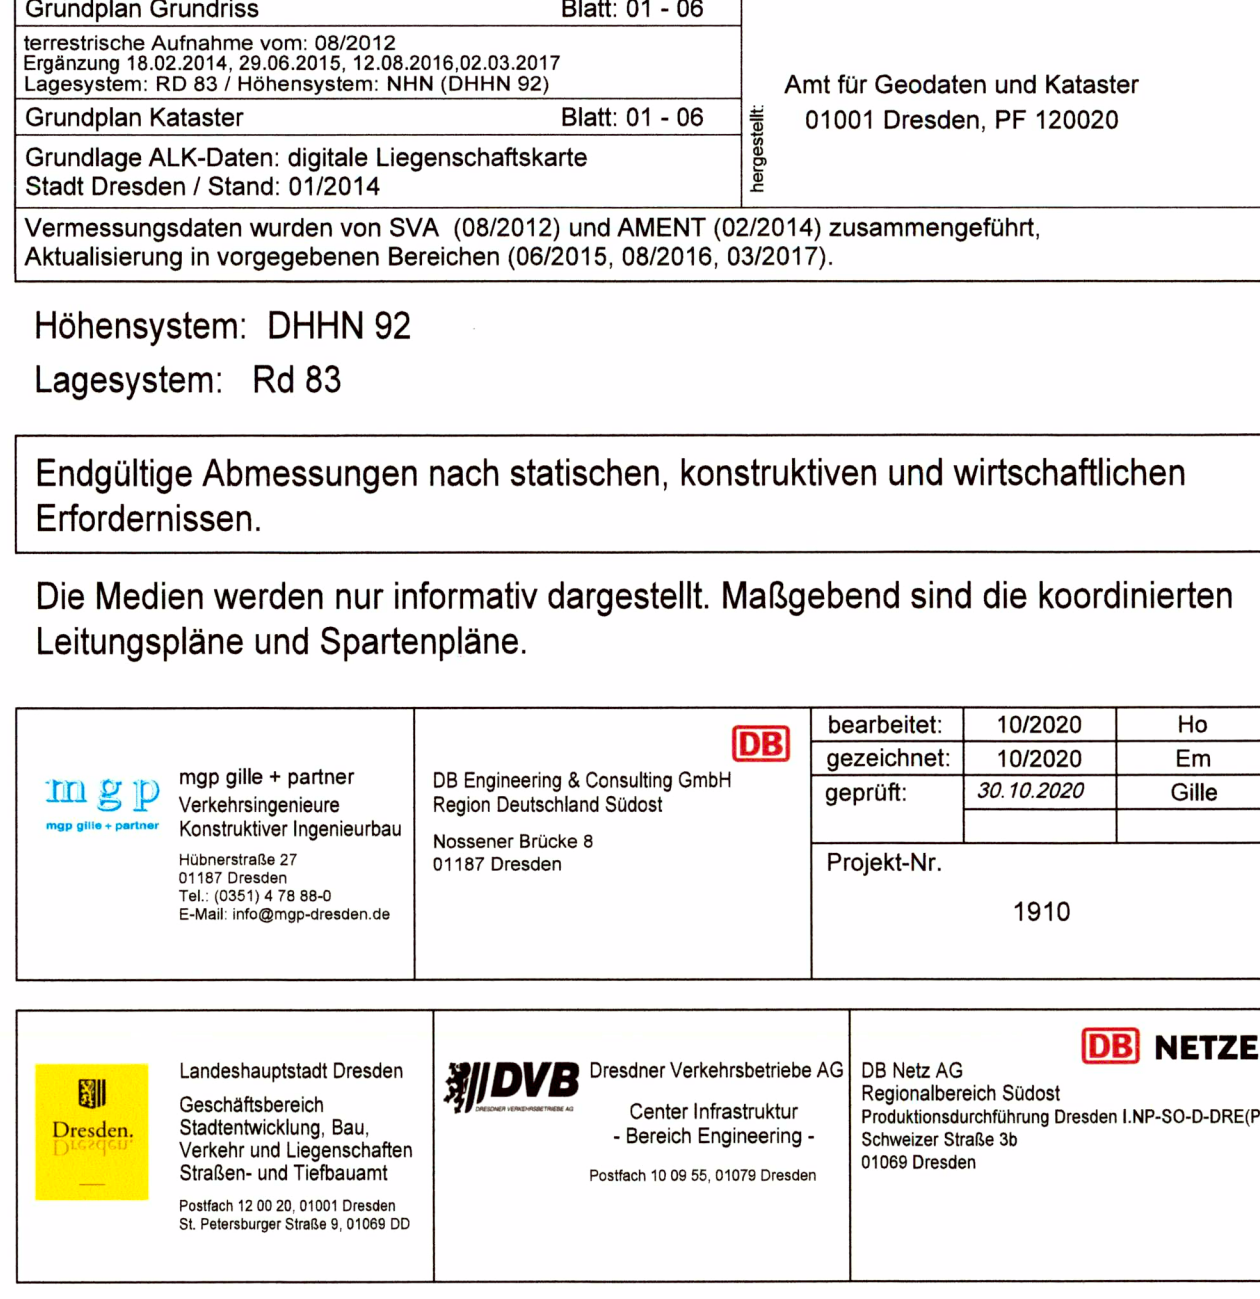 Grundplan Grundriss Blatt: 01 - 06
terrestrische Aufnahme vom: 08/2012
Ergänzung 18.02.2014, 29.06.2015, 12.08.2016,02.03.2017
Lagesystem: RD 83 / Höhensystem: NHN (DHHN 92)
Grundplan Kataster Blatt: 01 - 06
Grundlage ALK-Daten: digitale Liegenschaftskarte
Stadt Dresden / Stand: 01/2014
hergestellt:
Amt für Geodaten und Kataster
01001 Dresden, PF 120020
Vermessungsdaten wurden von SVA (08/2012) und AMENT (02/2014) zusammengeführt,
Aktualisierung in vorgegebenen Bereichen (06/2015, 08/2016, 03/2017).
Höhensystem: DHHN 92
Lagesystem: Rd 83
Endgültige Abmessungen nach statischen, konstruktiven und wirtschaftlichen
Erfordernissen.
Die Medien werden nur informativ dargestellt. Maßgebend sind die koordinierten
Leitungspläne und Spartenpläne.
mgp
mgp gille + partner
mgp gille + partner
Verkehrsingenieure
Konstruktiver Ingenieurbau
Hübnerstraße 27
01187 Dresden
Tel.: (0351) 4 78 88-0
E-Mail: info@mgp-dresden.de
DB
DB Engineering & Consulting GmbH
Region Deutschland Südost
Nossener Brücke 8
01187 Dresden
bearbeitet: 10/2020 Ho
gezeichnet: 10/2020 Em
geprüft: 30.10.2020 Gille
Projekt-Nr.
1910
Dresden.
Landeshauptstadt Dresden
Geschäftsbereich
Stadtentwicklung, Bau,
Verkehr und Liegenschaften
Straßen- und Tiefbauamt
Postfach 12 00 20, 01001 Dresden
St. Petersburger Straße 9, 01069 DD
DVB
DRESDNER VERKEHRSBETRIEBE AG
Dresdner Verkehrsbetriebe AG
Center Infrastruktur
- Bereich Engineering -
Postfach 10 09 55, 01079 Dresden
DB NETZE
DB Netz AG
Regionalbereich Südost
Produktionsdurchführung Dresden I.NP-SO-D-DRE(P
Schweizer Straße 3b
01069 Dresden